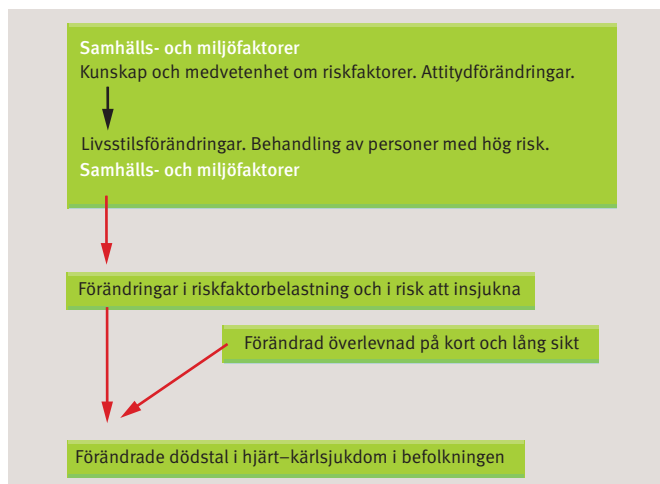 Samhälls- och miljöfaktorer
Kunskap och medvetenhet om riskfaktorer. Attitydförändringar.
Livsstilsförändringar. Behandling av personer med hög risk.
Samhälls- och miljöfaktorer
Förändringar i riskfaktorbelastning och i risk att insjukna
Förändrad överlevnad på kort och lång sikt
Förändrade dödstal i hjärt–kärlsjukdom i befolkningen